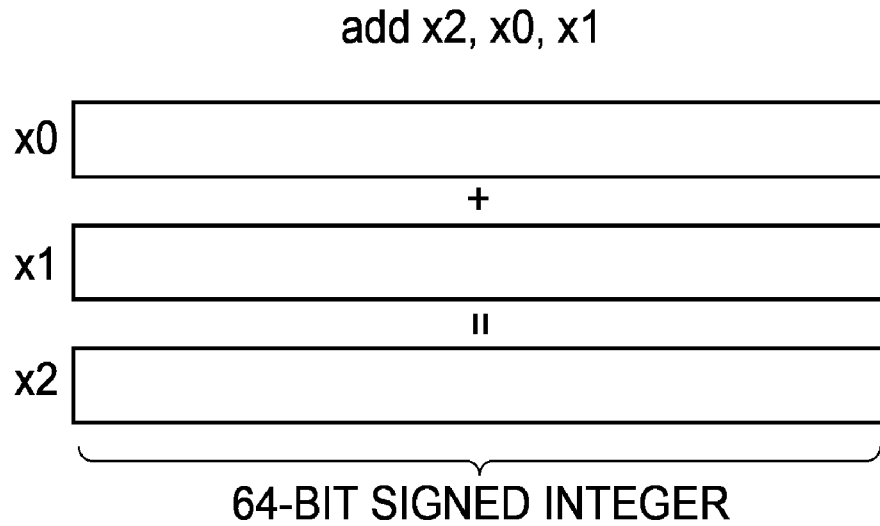 add x2, x0, x1
x0
+
x1
=
x2
64-BIT SIGNED INTEGER